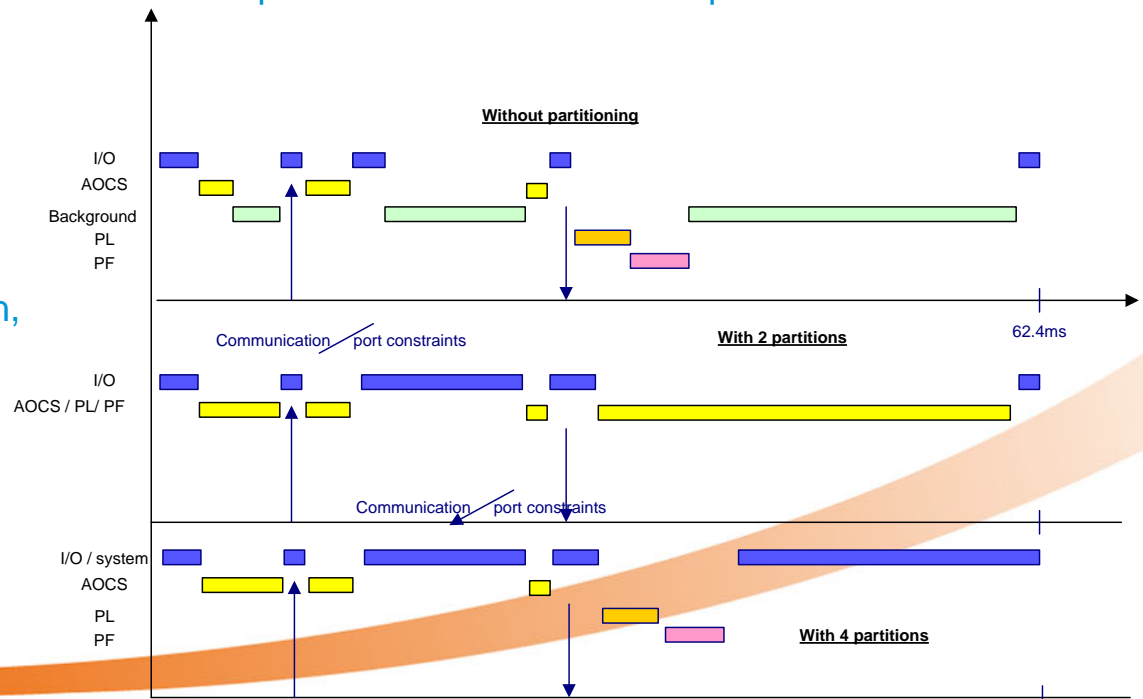 Without partitioning
I/O
AOCS
Background
PL
PF
n,
62.4ms
Communication port constraints
With 2 partitions
I/O
AOCS / PL/ PF
Communication port constraints
I/O / system
AOCS
PL
PF
With 4 partitions